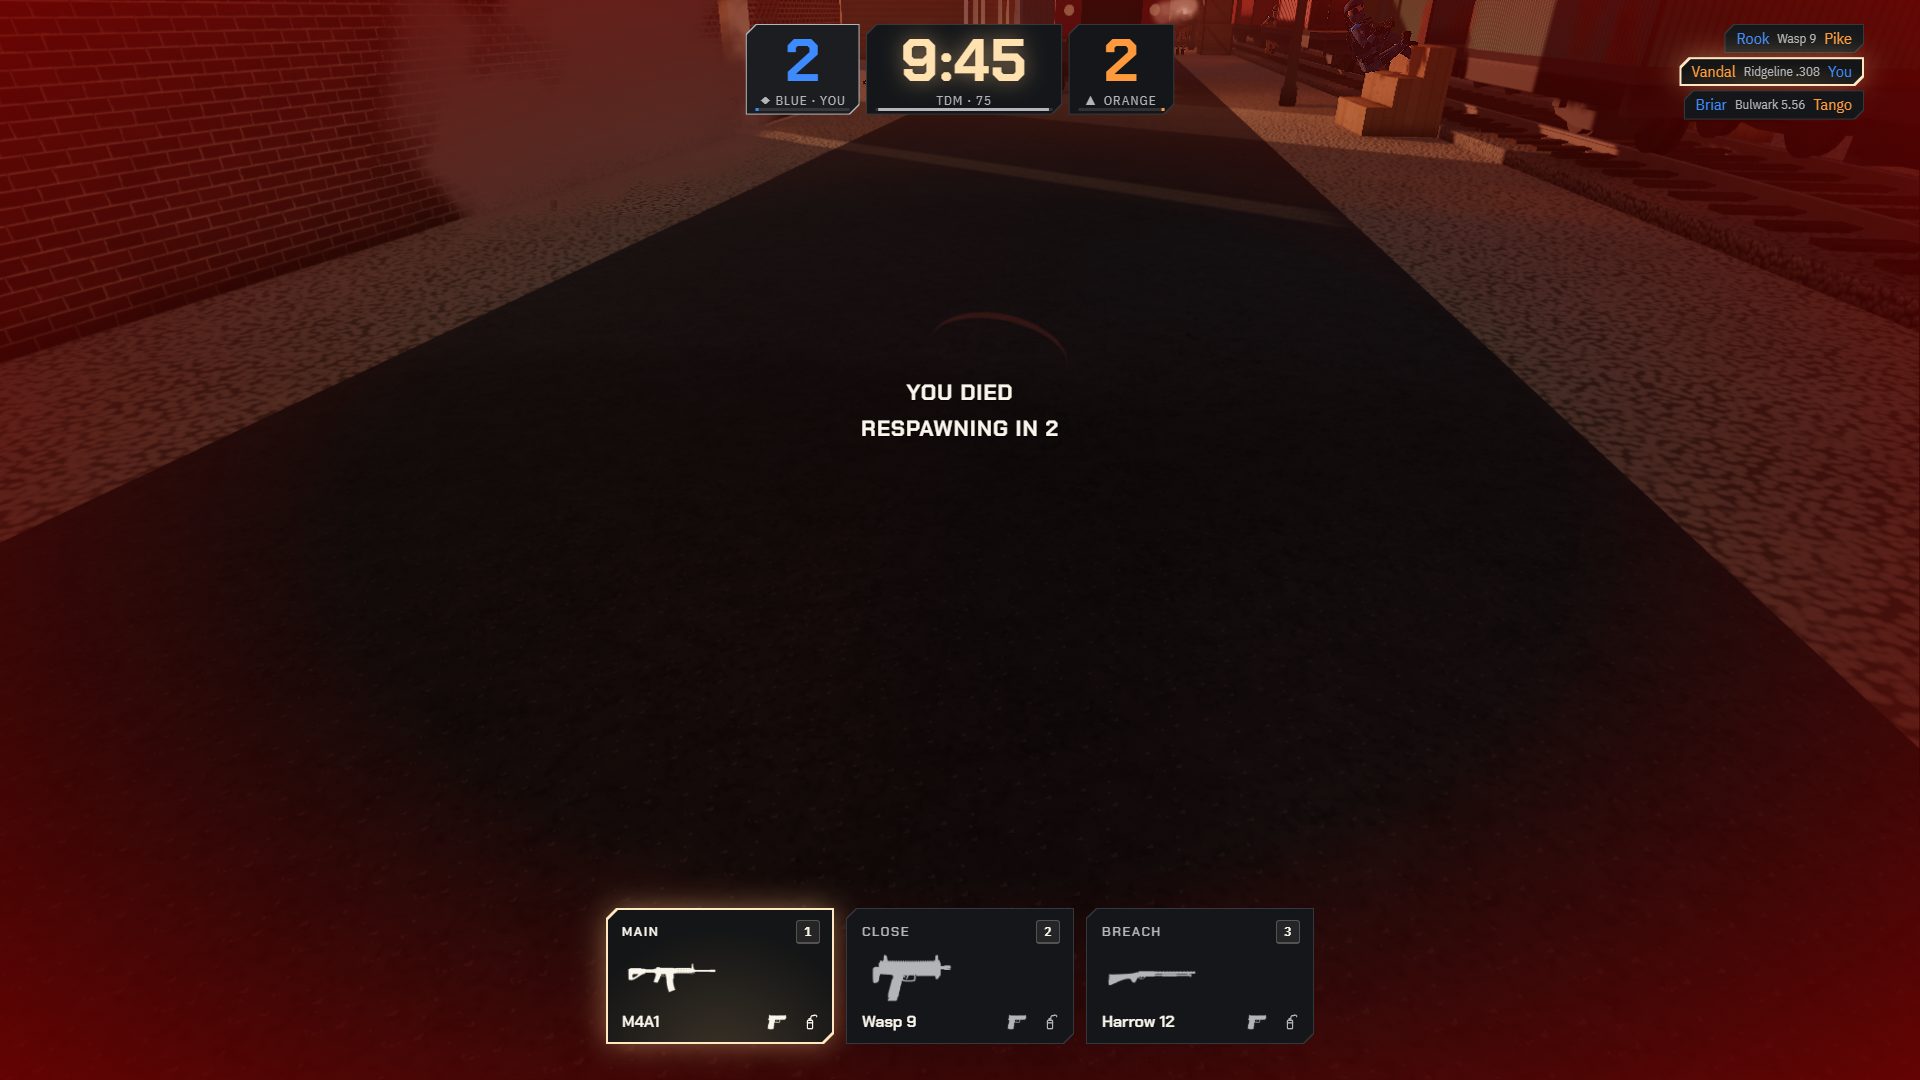 2
BLUE · YOU
9:45
TDM · 75
2
ORANGE
Rook Wasp 9 Pike
Vandal Ridgeline .308 You
Briar Bulwark 5.56 Tango
YOU DIED
RESPAWNING IN 2
MAIN 1
M4A1
CLOSE 2
Wasp 9
BREACH 3
Harrow 12